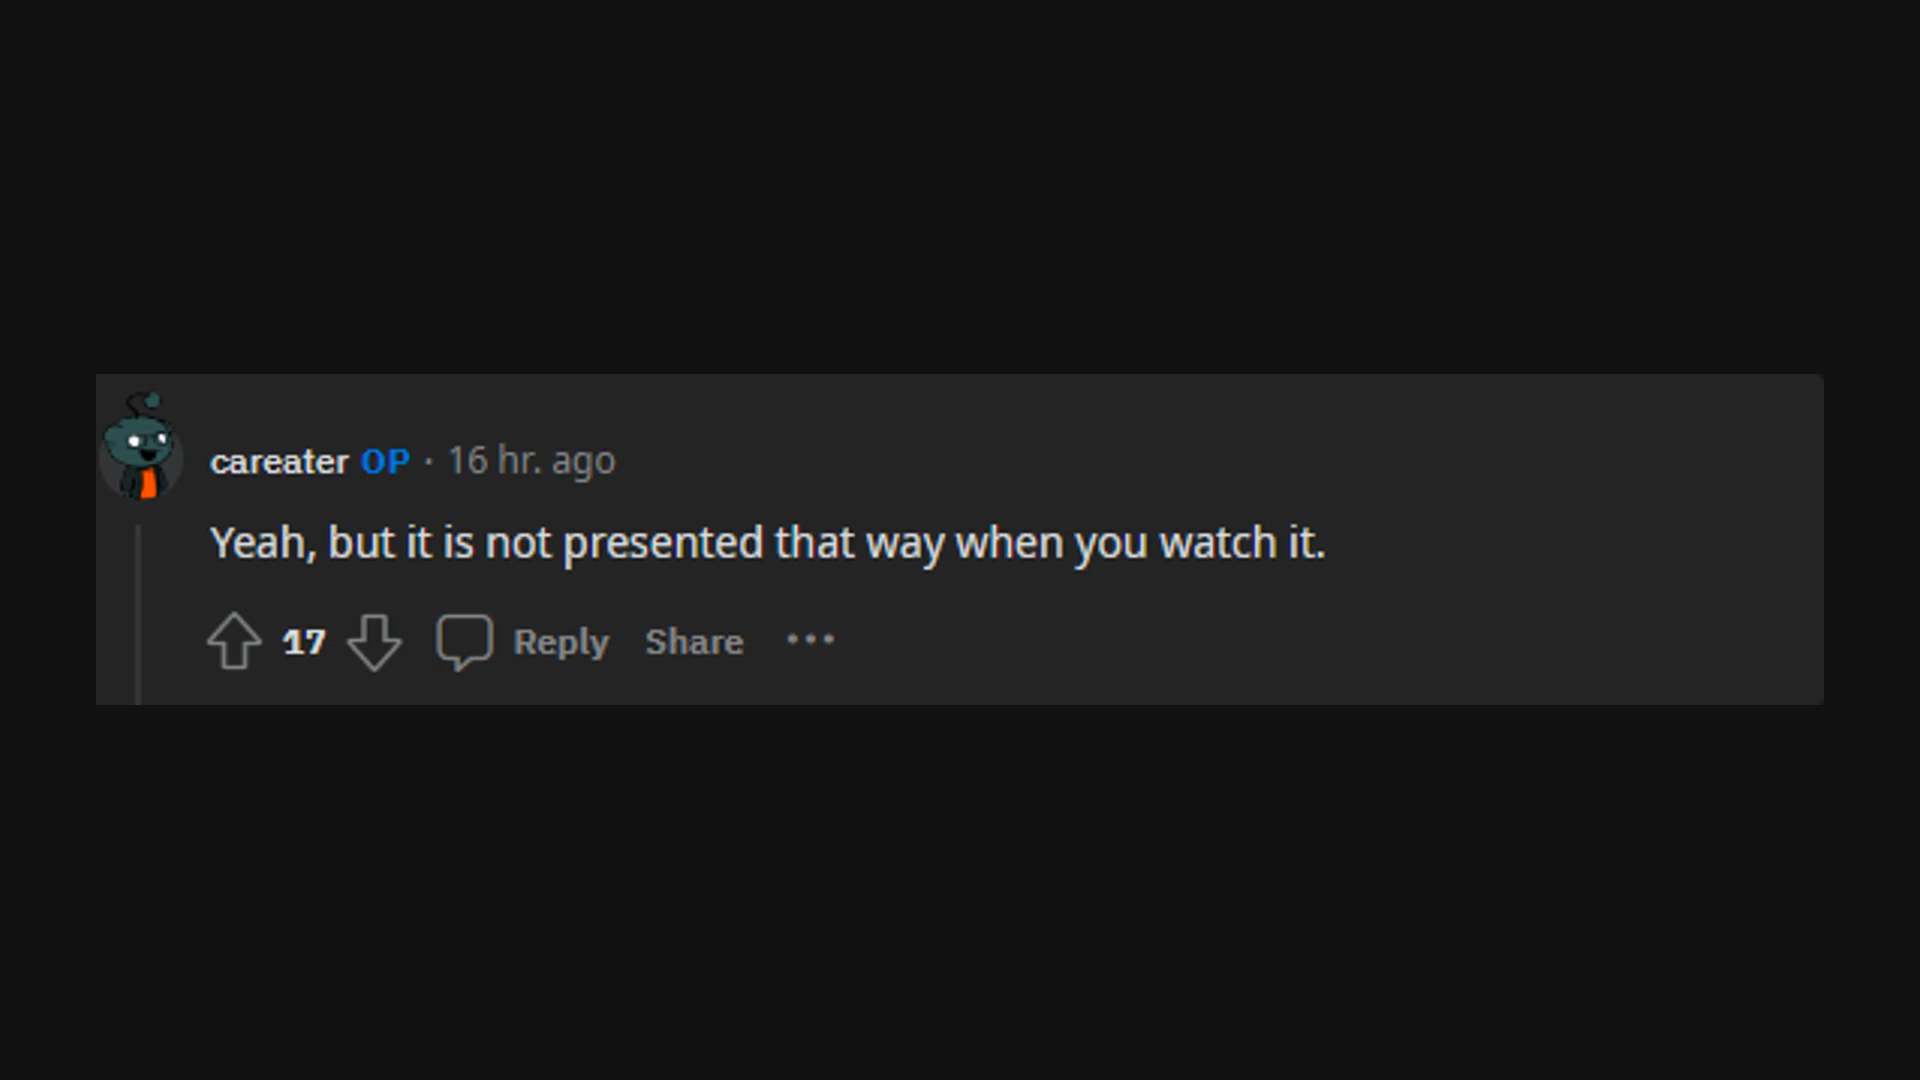 careater OP · 16 hr. ago
Yeah, but it is not presented that way when you watch it.
17 Reply Share ...